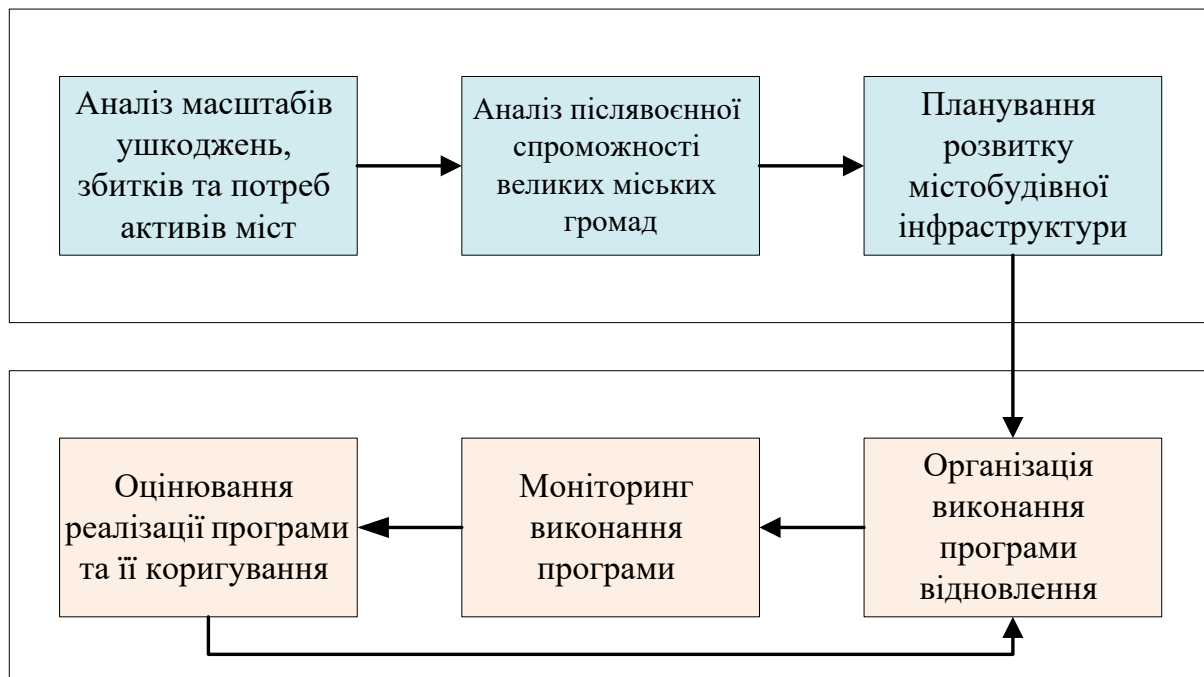 Аналіз масштабів
ушкоджень,
збитків та потреб
активів міст
Аналіз післявоєнної
спроможності
великих міських
громад
Планування
розвитку
містобудівної
інфраструктури
Оцінювання
реалізації програми
та її коригування
Моніторинг
виконання
програми
Організація
виконання
програми
відновлення